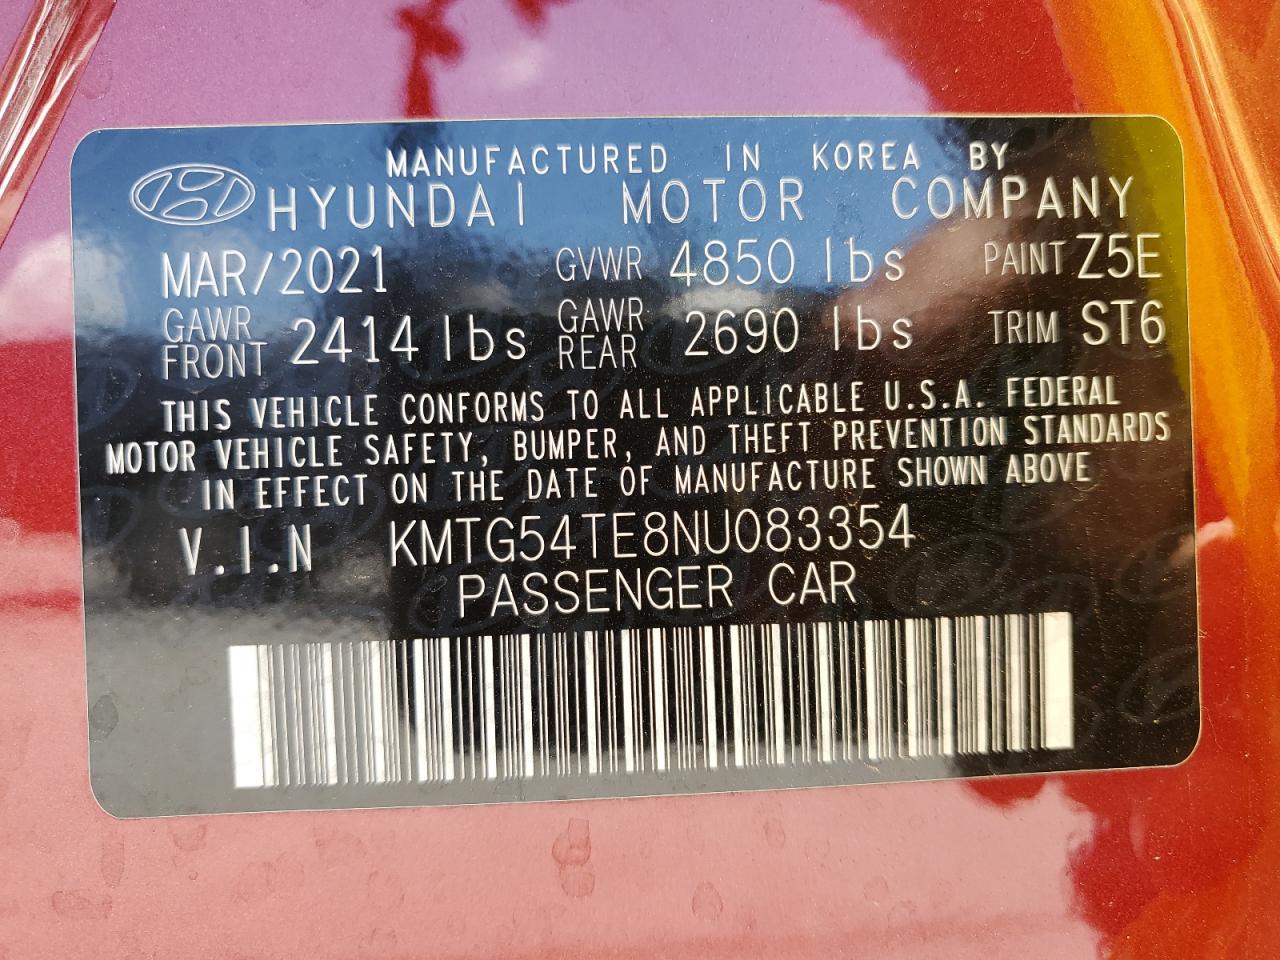 MANUFACTURED IN KOREA BY
HYUNDAI MOTOR COMPANY
MAR/2021 GVWR 4850 lbs PAINT Z5E
GAWR FRONT 2414 lbs GAWR REAR 2690 lbs TRIM ST6
THIS VEHICLE CONFORMS TO ALL APPLICABLE U.S.A. FEDERAL
MOTOR VEHICLE SAFETY, BUMPER, AND THEFT PREVENTION STANDARDS
IN EFFECT ON THE DATE OF MANUFACTURE SHOWN ABOVE
V.I.N KMTG54TE8NU083354
PASSENGER CAR